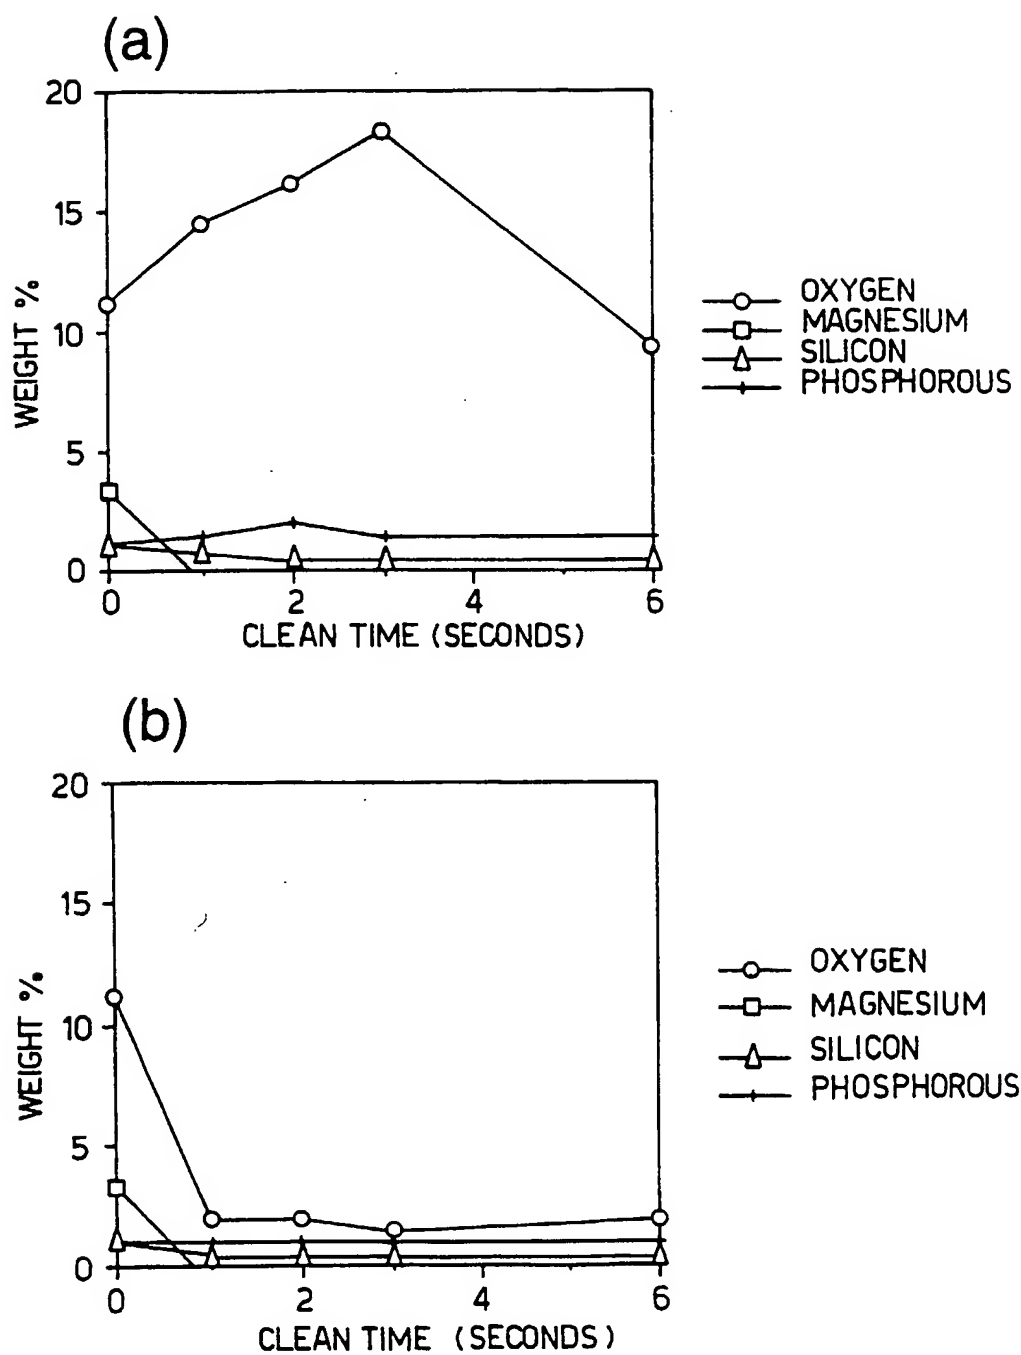 (a)
20
15
10
5
0
WEIGHT %
0 2 4 6
CLEAN TIME (SECONDS)
OXYGEN
MAGNESIUM
SILICON
PHOSPHOROUS
(b)
20
15
10
5
0
WEIGHT %
0 2 4 6
CLEAN TIME (SECONDS)
OXYGEN
MAGNESIUM
SILICON
PHOSPHOROUS